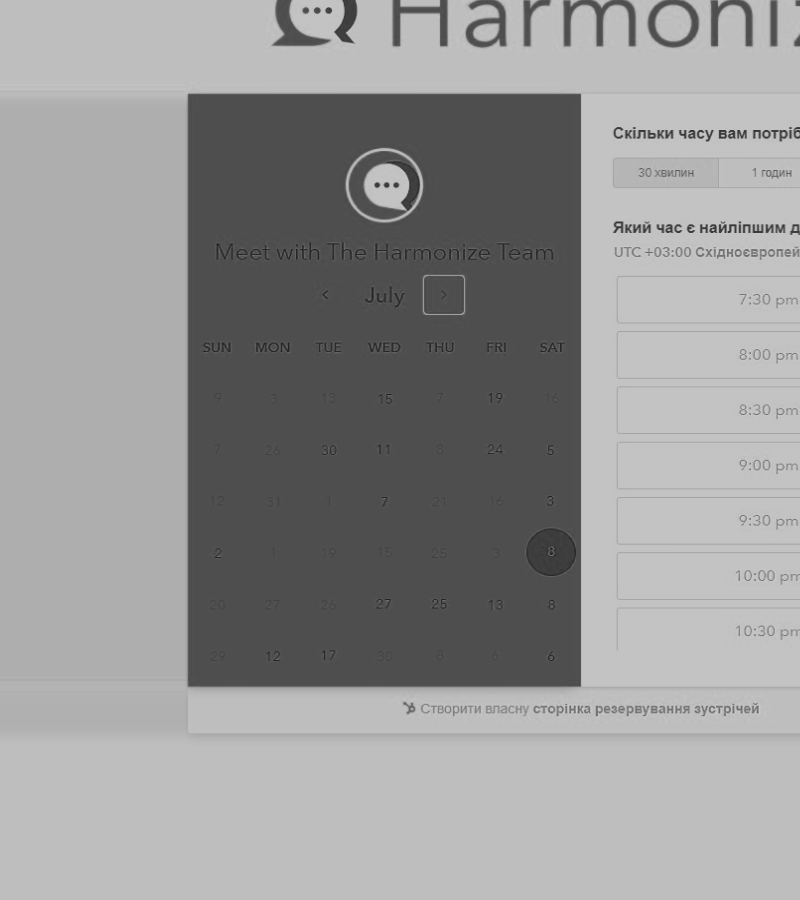 Harmoniz
Meet with The Harmonize Team
July
SUN MON TUE WED THU FRI SAT
9 3 13 15 7 19 16
7 26 30 11 8 24 5
12 31 1 7 21 16 3
2 1 19 15 25 3 8
20 27 26 27 25 13 8
29 12 17 30 6 6
Скільки часу вам потріб
30 хвилин 1 годин
Який час є найліпшим д
UTC +03:00 Східноєвропей
7:30 pm
8:00 pm
8:30 pm
9:00 pm
9:30 pm
10:00 pm
10:30 pm
Створити власну сторінка резервування зустрічей